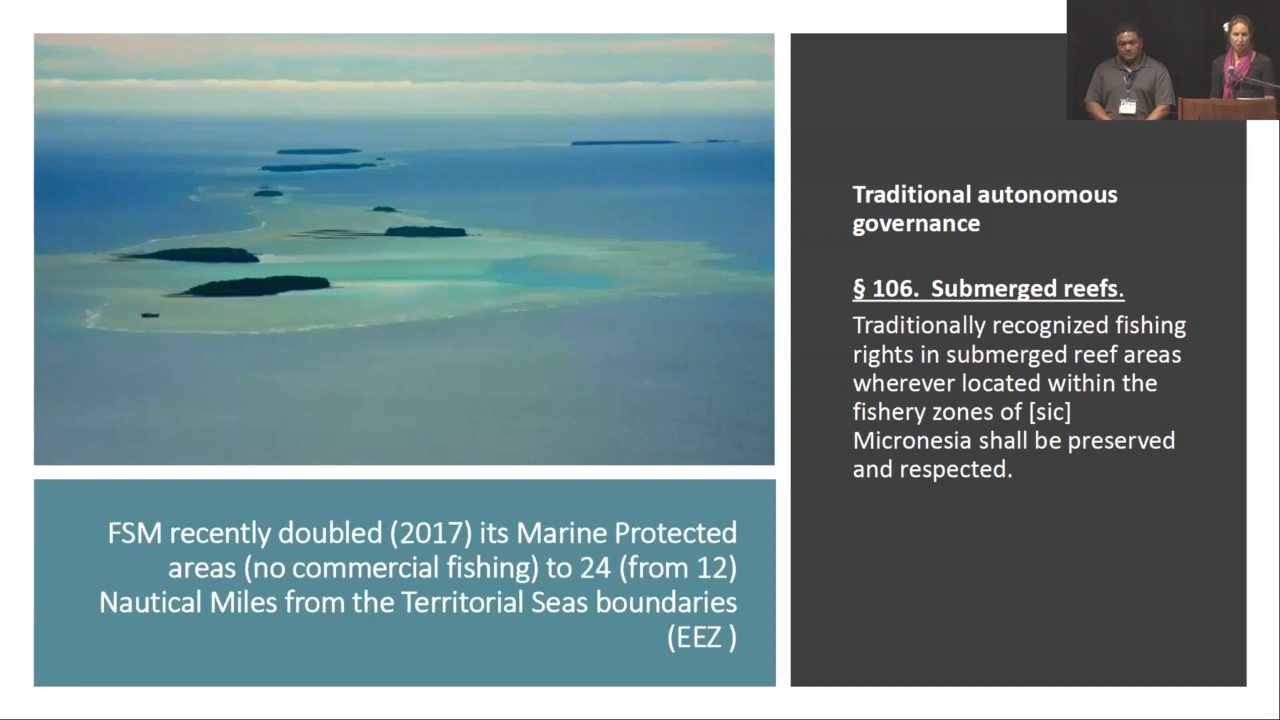 Traditional autonomous
governance
§ 106.  Submerged reefs.
Traditionally recognized fishing
rights in submerged reef areas
wherever located within the
fishery zones of [sic]
Micronesia shall be preserved
and respected.
FSM recently doubled (2017) its Marine Protected
areas (no commercial fishing) to 24 (from 12)
Nautical Miles from the Territorial Seas boundaries
(EEZ )